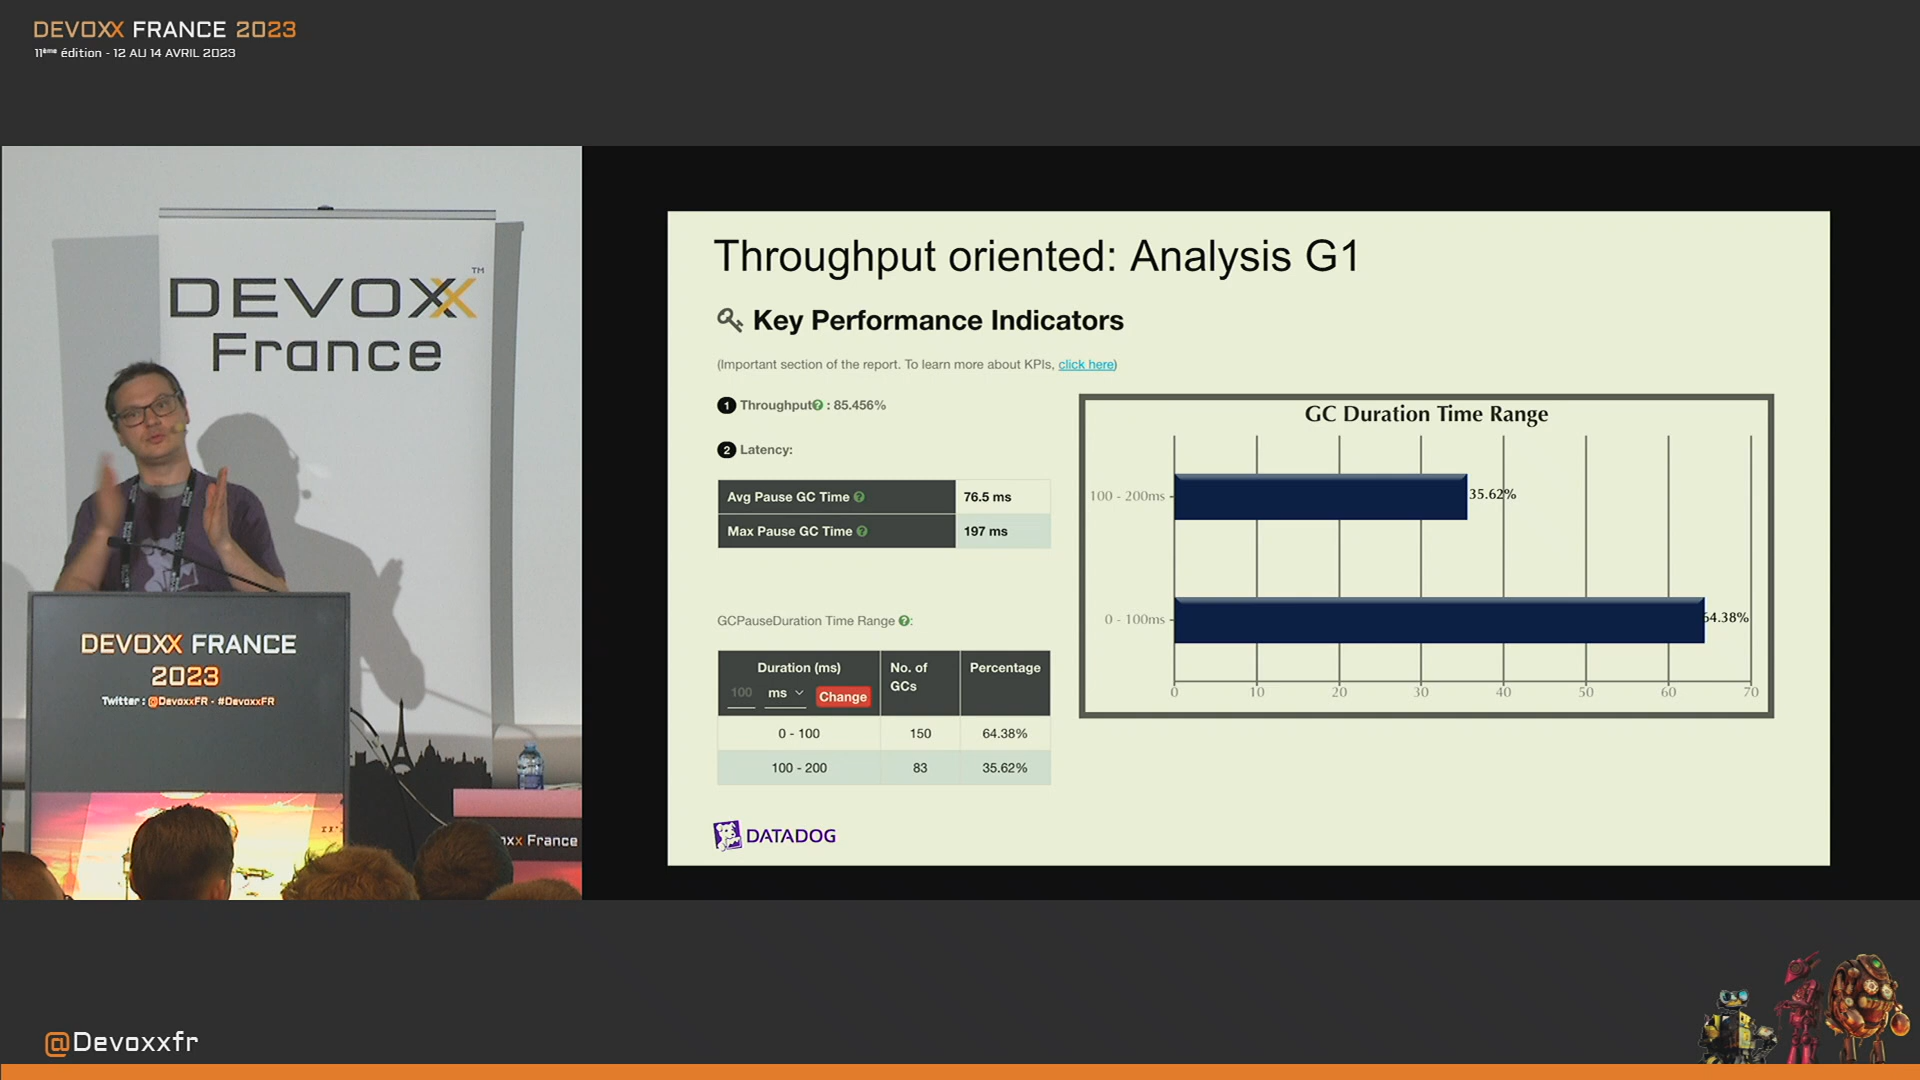 DEVOXX FRANCE 2023
11ème édition - 12 AU 14 AVRIL 2023
DEVOXX™
France
DEVOXX FRANCE
2023
Twitter : @DevoxxFR - #DevoxxFR
France
Throughput oriented: Analysis G1
Key Performance Indicators
(Important section of the report. To learn more about KPIs, click here)
1 Throughput? : 85.456%
2 Latency:
Avg Pause GC Time ? 76.5 ms
Max Pause GC Time ? 197 ms
GCPauseDuration Time Range ?:
Duration (ms) No. of GCs Percentage
100 ms Change
0 - 100 150 64.38%
100 - 200 83 35.62%
GC Duration Time Range
100 - 200ms 35.62%
0 - 100ms 64.38%
0 10 20 30 40 50 60 70
DATADOG
@Devoxxfr